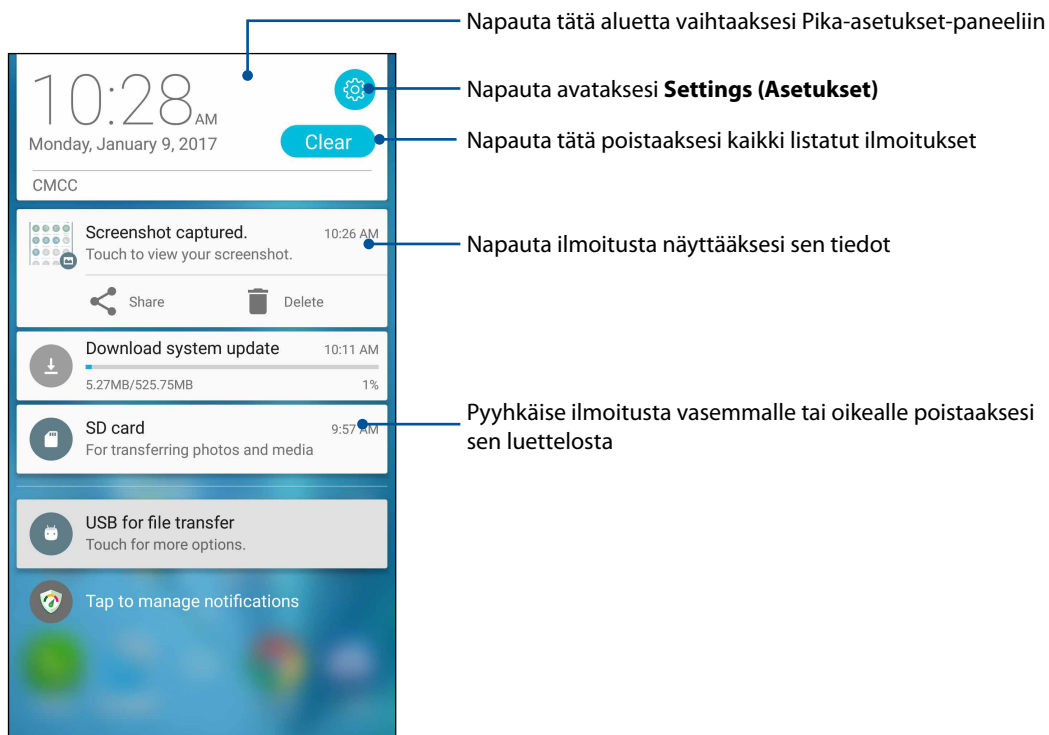 Napauta tätä aluetta vaihtaaksesi Pika-asetukset-paneeliin
10:28 AM
Napauta avataksesi Settings (Asetukset)
Monday, January 9, 2017
Clear
Napauta tätä poistaaksesi kaikki listatut ilmoitukset
CMCC
Screenshot captured.
10:26 AM
Touch to view your screenshot.
Napauta ilmoitusta näyttääksesi sen tiedot
Share
Delete
Download system update
10:11 AM
5.27MB/525.75MB
1%
SD card
9:57 AM
For transferring photos and media
Pyyhkäise ilmoitusta vasemmalle tai oikealle poistaaksesi
sen luettelosta
USB for file transfer
Touch for more options.
Tap to manage notifications